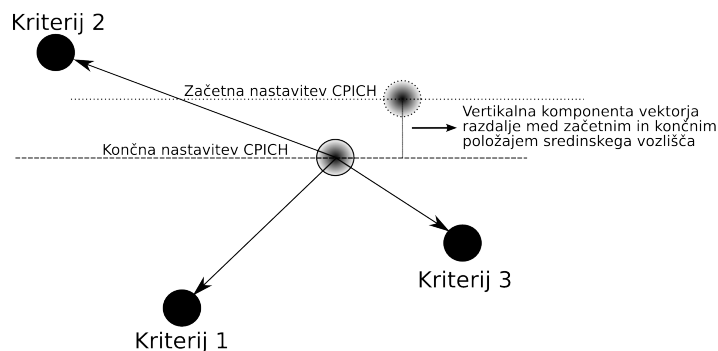 Kriterij 2
Začetna nastavitev CPICH
Vertikalna komponenta vektorja
razdalje med začetnim in končnim
položajem sredinskega vozlišča
Končna nastavitev CPICH
Kriterij 3
Kriterij 1